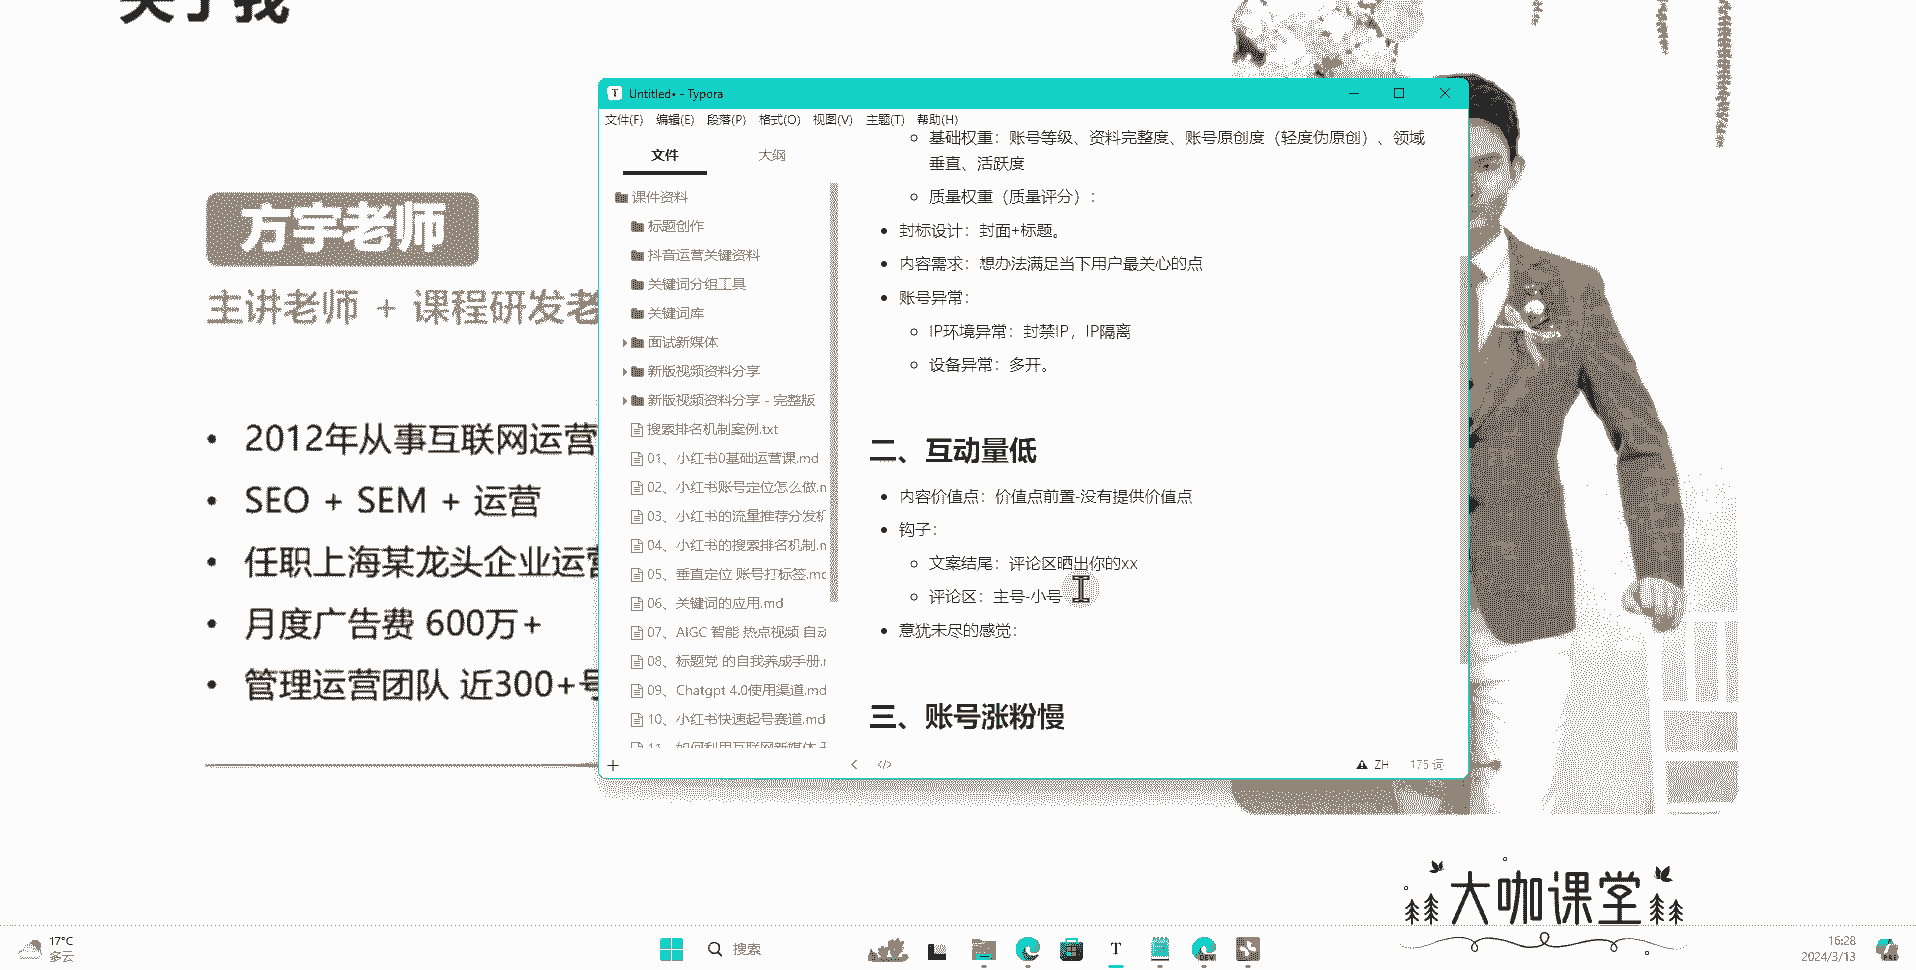 关于我
方宇老师
主讲老师 + 课程研发老
2012年从事互联网运营
SEO + SEM + 运营
任职上海某龙头企业运营
月度广告费 600万+
管理运营团队 近300+号
Untitled• - Typora
文件(F) 编辑(E) 段落(P) 格式(O) 视图(V) 主题(T) 帮助(H)
文件 大纲
课件资料
标题创作
抖音运营关键资料
关键词分组工具
关键词库
面试新媒体
新版视频资料分享
新版视频资料分享 - 完整版
搜索排名机制案例.txt
01、小红书0基础运营课.md
02、小红书账号定位怎么做.n
03、小红书的流量推荐分发机
04、小红书的搜索排名机制.n
05、垂直定位 账号打标签.mc
06、关键词的应用.md
07、AIGC 智能 热点视频 自动
08、标题党 的自我养成手册.r
09、Chatgpt 4.0使用渠道.md
10、小红书快速起号赛道.md
11、如何利用互联网新媒体
基础权重：账号等级、资料完整度、账号原创度（轻度伪原创）、领域
垂直、活跃度
质量权重（质量评分）：
封标设计：封面+标题。
内容需求：想办法满足当下用户最关心的点
账号异常：
IP环境异常：封禁IP，IP隔离
设备异常：多开。
二、互动量低
内容价值点：价值点前置-没有提供价值点
钩子：
文案结尾：评论区晒出你的xx
评论区：主号-小号
意犹未尽的感觉：
三、账号涨粉慢
ZH 175 词
大咖课堂
17°C
多云
搜索
T
DEV
16:28
2024/3/13
PRE